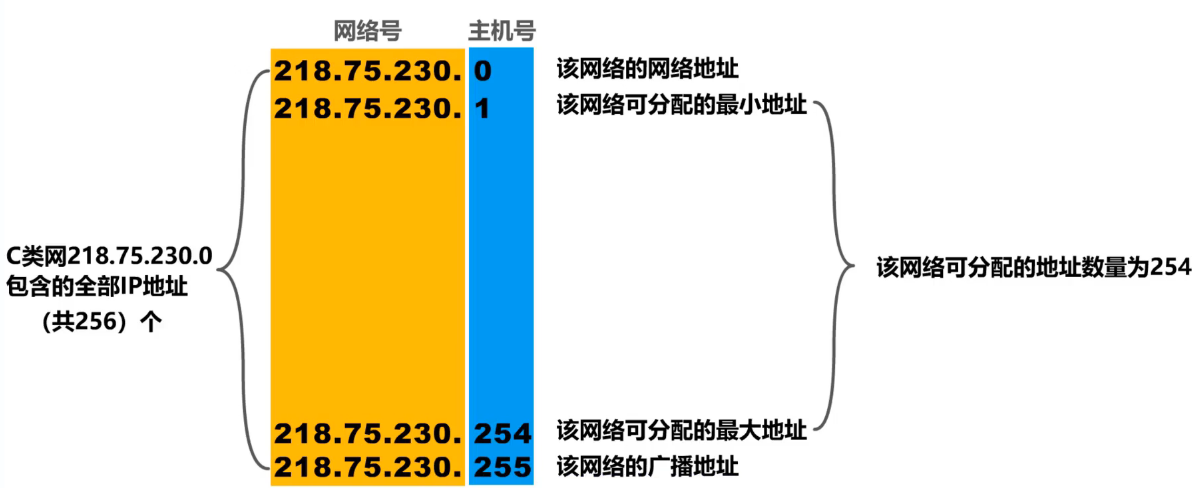 网络号 主机号
218.75.230. 0 该网络的网络地址
218.75.230. 1 该网络可分配的最小地址
C类网218.75.230.0
包含的全部IP地址
（共256）个
该网络可分配的地址数量为254
218.75.230. 254 该网络可分配的最大地址
218.75.230. 255 该网络的广播地址